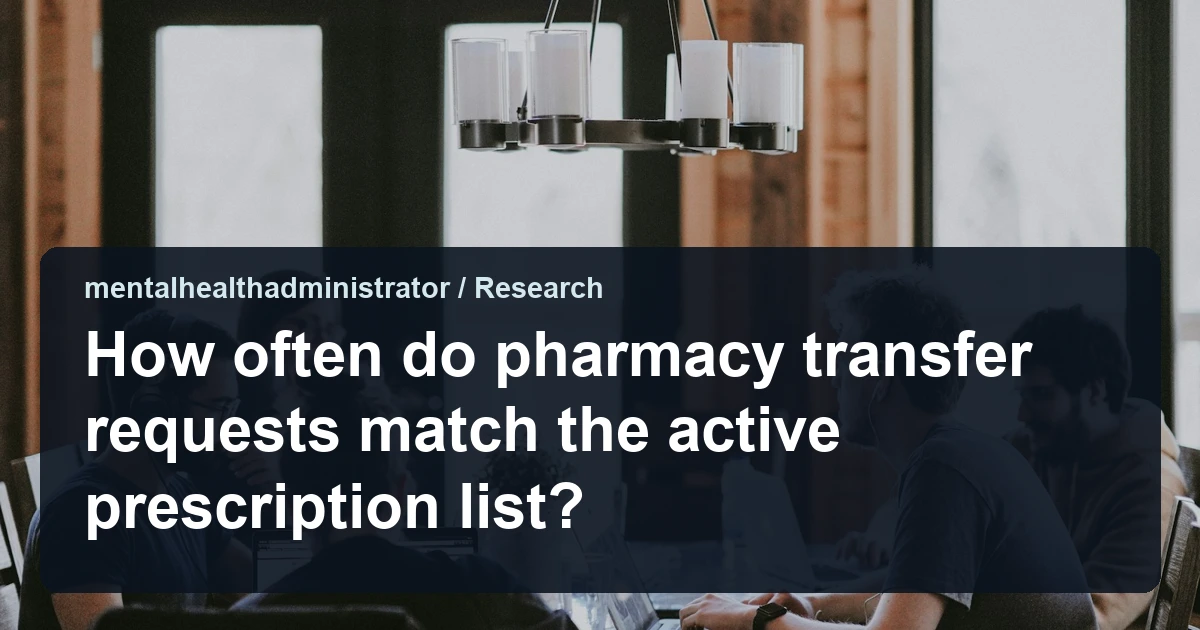 mentalhealthadministrator / Research
How often do pharmacy transfer
requests match the active
prescription list?